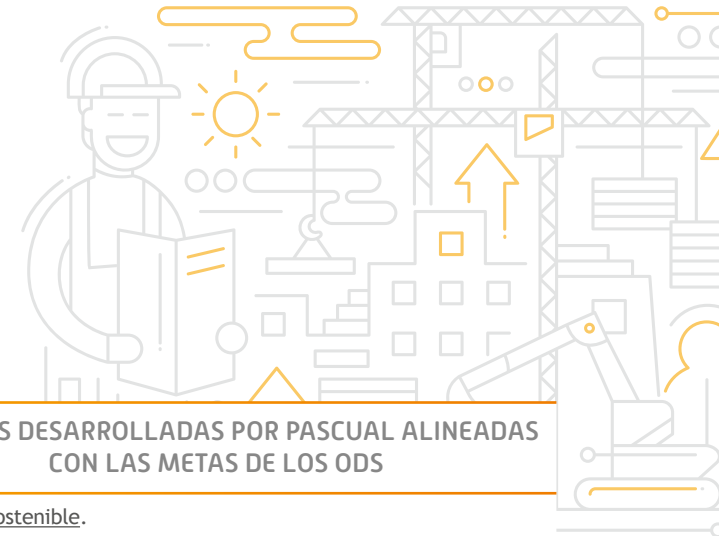 S DESARROLLADAS POR PASCUAL ALINEADAS
CON LAS METAS DE LOS ODS
ostenible.